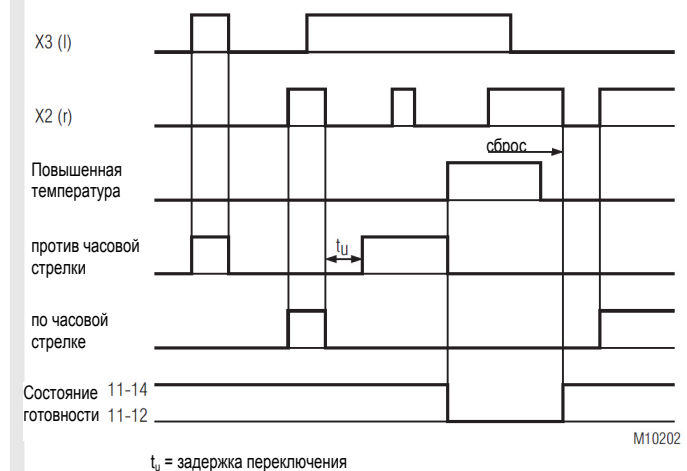 X3 (l)
X2 (r)
сброс
Повышенная
температура
против часовой
стрелки
tu
по часовой
стрелке
Состояние 11-14
готовности 11-12
M10202
tu = задержка переключения